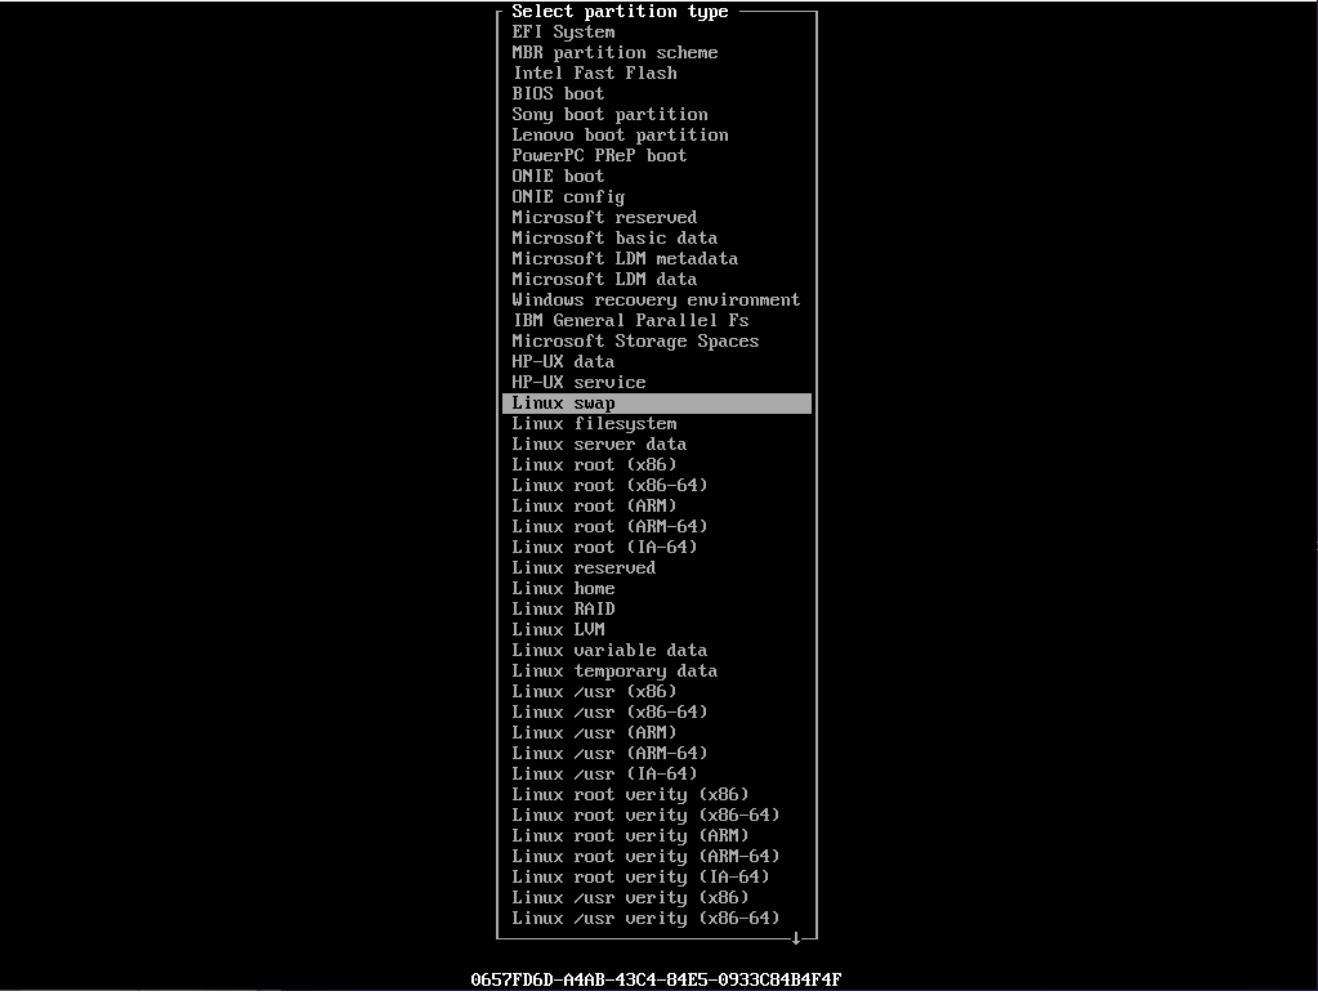 Select partition type
EFI System
MBR partition scheme
Intel Fast Flash
BIOS boot
Sony boot partition
Lenovo boot partition
PowerPC PReP boot
ONIE boot
ONIE config
Microsoft reserved
Microsoft basic data
Microsoft LDM metadata
Microsoft LDM data
Windows recovery environment
IBM General Parallel Fs
Microsoft Storage Spaces
HP-UX data
HP-UX service
Linux swap
Linux filesystem
Linux server data
Linux root (x86)
Linux root (x86-64)
Linux root (ARM)
Linux root (ARM-64)
Linux root (IA-64)
Linux reserved
Linux home
Linux RAID
Linux LVM
Linux variable data
Linux temporary data
Linux /usr (x86)
Linux /usr (x86-64)
Linux /usr (ARM)
Linux /usr (ARM-64)
Linux /usr (IA-64)
Linux root verity (x86)
Linux root verity (x86-64)
Linux root verity (ARM)
Linux root verity (ARM-64)
Linux root verity (IA-64)
Linux /usr verity (x86)
Linux /usr verity (x86-64)
0657FD6D-A4AB-43C4-84E5-0933C84B4F4F